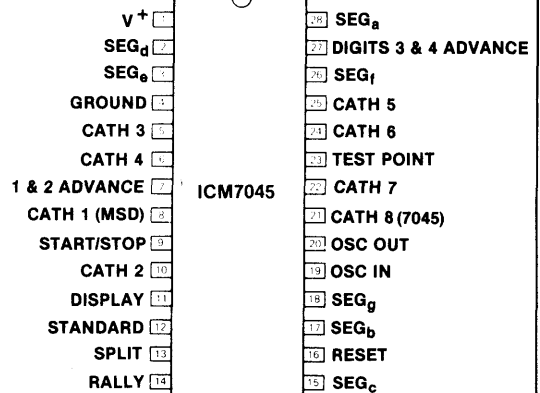 V+ 1
SEGd 2
SEGe 3
GROUND 4
CATH 3 5
CATH 4 6
1 & 2 ADVANCE 7
CATH 1 (MSD) 8
START/STOP 9
CATH 2 10
DISPLAY 11
STANDARD 12
SPLIT 13
RALLY 14
ICM7045
28 SEGa
27 DIGITS 3 & 4 ADVANCE
26 SEGf
25 CATH 5
24 CATH 6
23 TEST POINT
22 CATH 7
21 CATH 8 (7045)
20 OSC OUT
19 OSC IN
18 SEGg
17 SEGb
16 RESET
15 SEGc